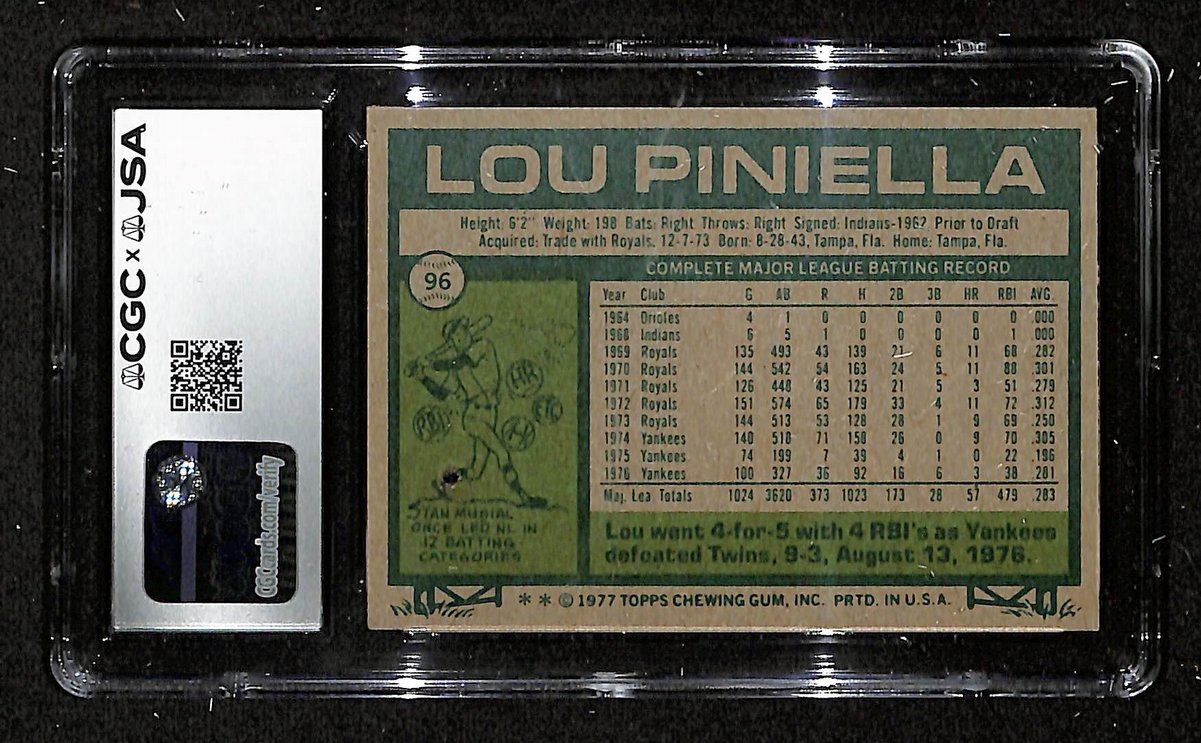 CGC x JSA
CGCcards.com/verify
LOU PINIELLA
Height: 6'2" Weight: 198 Bats: Right Throws: Right Signed: Indians-1962, Prior to Draft
Acquired: Trade with Royals, 12-7-73 Born: 8-28-43, Tampa, Fla. Home: Tampa, Fla.
96
COMPLETE MAJOR LEAGUE BATTING RECORD
Year Club G AB R H 2B 3B HR RBI AVG.
1964 Orioles 4 1 0 0 0 0 0 0 .000
1968 Indians 6 5 1 0 0 0 0 1 .000
1969 Royals 135 493 43 139 21 6 11 68 .282
1970 Royals 144 542 54 163 24 5 11 88 .301
1971 Royals 126 448 43 125 21 5 3 51 .279
1972 Royals 151 574 65 179 33 4 11 72 .312
1973 Royals 144 513 53 128 28 1 9 69 .250
1974 Yankees 140 518 71 158 26 0 9 70 .305
1975 Yankees 74 199 7 39 4 1 0 22 .196
1976 Yankees 100 327 36 92 16 6 3 38 .281
Maj. Lea. Totals 1024 3620 373 1023 173 28 57 479 .283
HR
RBI
ETC
H
STAN MUSIAL
ONCE LED NL IN
12 BATTING
CATEGORIES
Lou went 4-for-5 with 4 RBI's as Yankees
defeated Twins, 9-3, August 13, 1976.
* * © 1977 TOPPS CHEWING GUM, INC. PRTD. IN U.S.A.